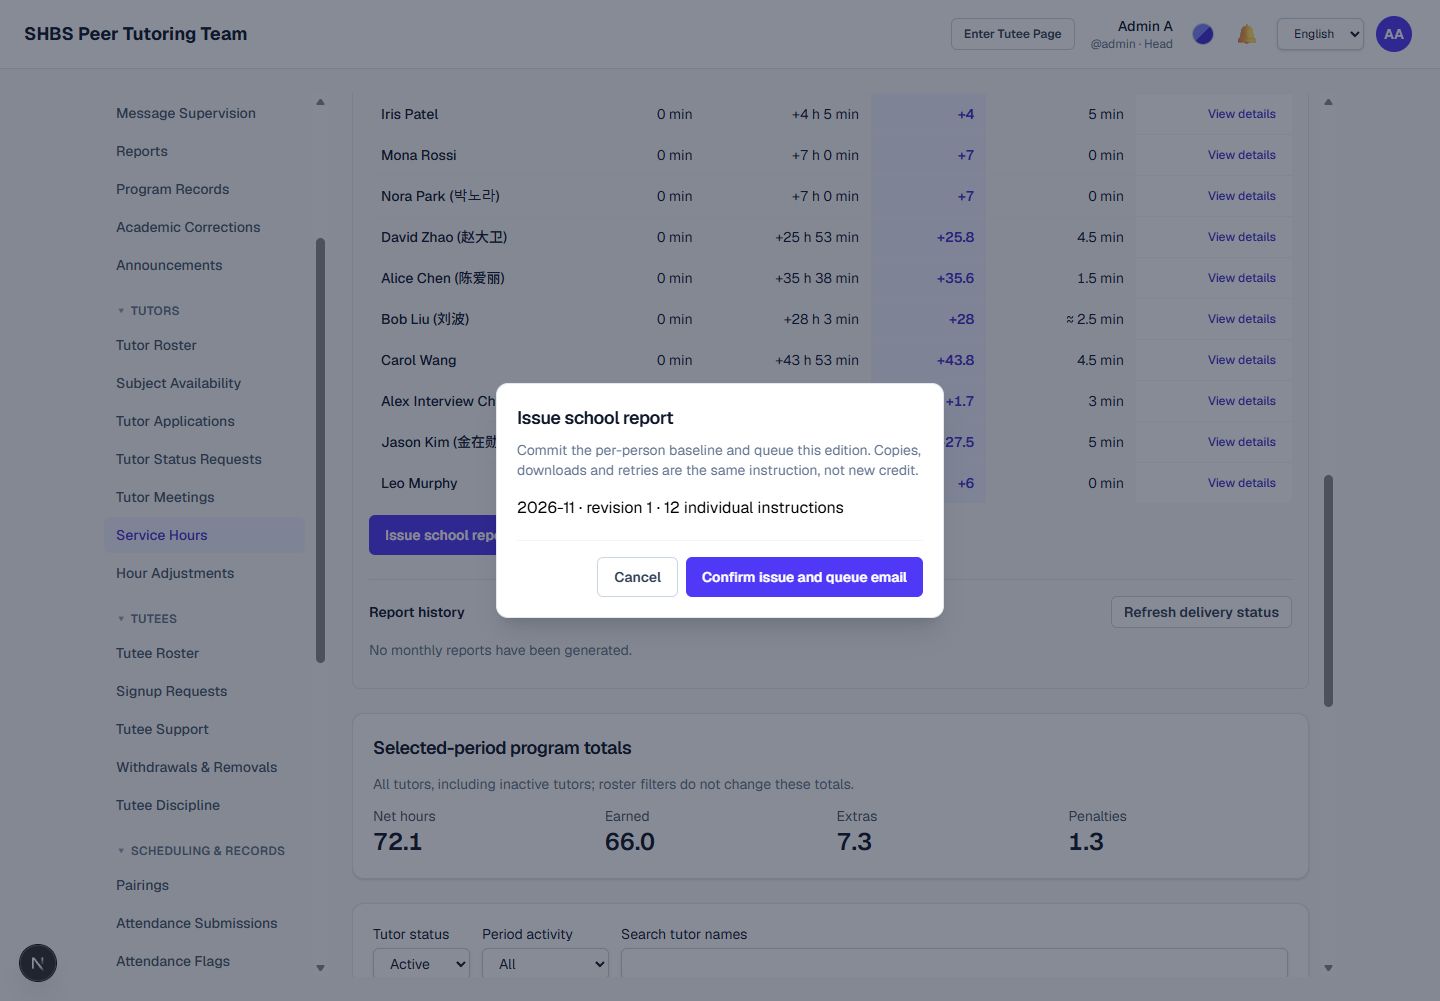 SHBS Peer Tutoring Team
Enter Tutee Page
Admin A
@admin · Head
English
AA
Message Supervision
Reports
Program Records
Academic Corrections
Announcements
TUTORS
Tutor Roster
Subject Availability
Tutor Applications
Tutor Status Requests
Tutor Meetings
Service Hours
Hour Adjustments
TUTEES
Tutee Roster
Signup Requests
Tutee Support
Withdrawals & Removals
Tutee Discipline
SCHEDULING & RECORDS
Pairings
Attendance Submissions
Attendance Flags
N
Iris Patel 0 min +4 h 5 min +4 5 min View details
Mona Rossi 0 min +7 h 0 min +7 0 min View details
Nora Park (박노라) 0 min +7 h 0 min +7 0 min View details
David Zhao (赵大卫) 0 min +25 h 53 min +25.8 4.5 min View details
Alice Chen (陈爱丽) 0 min +35 h 38 min +35.6 1.5 min View details
Bob Liu (刘波) 0 min +28 h 3 min +28 ≈ 2.5 min View details
Carol Wang 0 min +43 h 53 min +43.8 4.5 min View details
Alex Interview Ch +1.7 3 min View details
Jason Kim (金在勋 27.5 5 min View details
Leo Murphy +6 0 min View details
Issue school repo
Issue school report
Commit the per-person baseline and queue this edition. Copies,
downloads and retries are the same instruction, not new credit.
2026-11 · revision 1 · 12 individual instructions
Cancel
Confirm issue and queue email
Report history
Refresh delivery status
No monthly reports have been generated.
Selected-period program totals
All tutors, including inactive tutors; roster filters do not change these totals.
Net hours Earned Extras Penalties
72.1 66.0 7.3 1.3
Tutor status Period activity Search tutor names
Active All